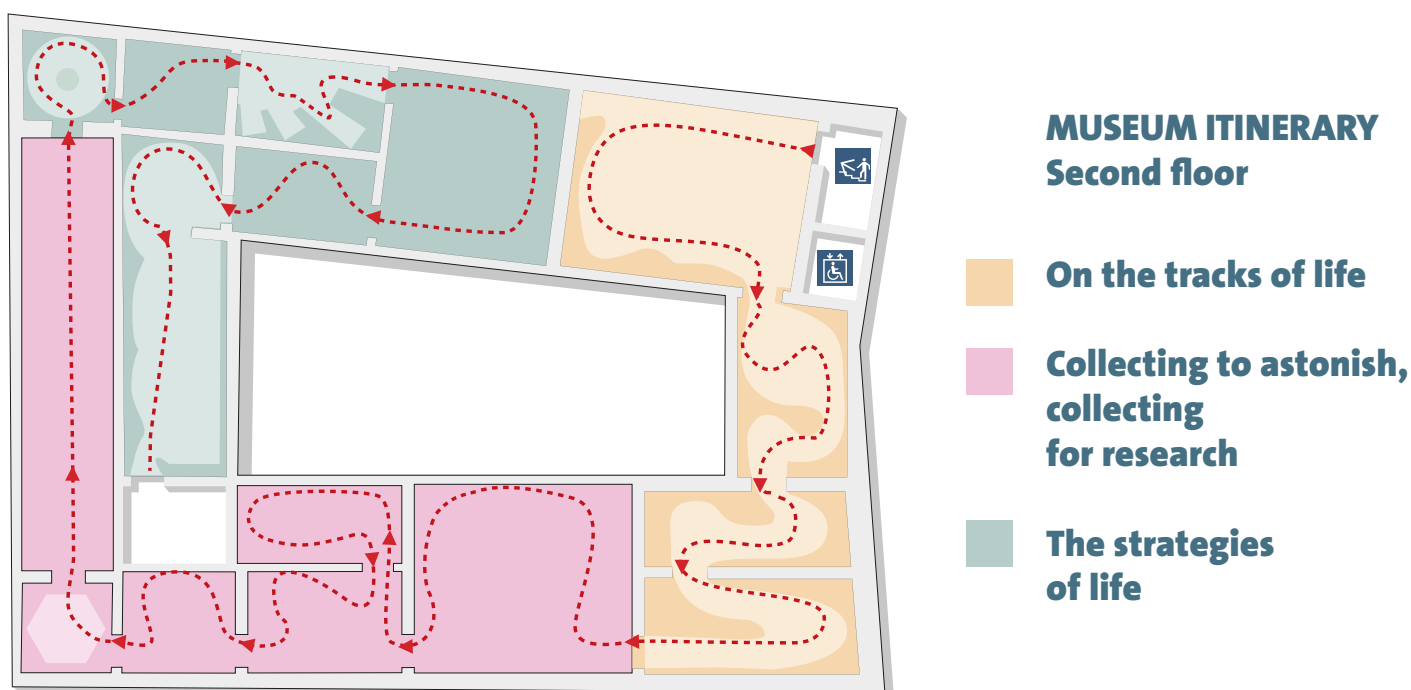 MUSEUM ITINERARY
Second floor
On the tracks of life
Collecting to astonish,
collecting
for research
The strategies
of life